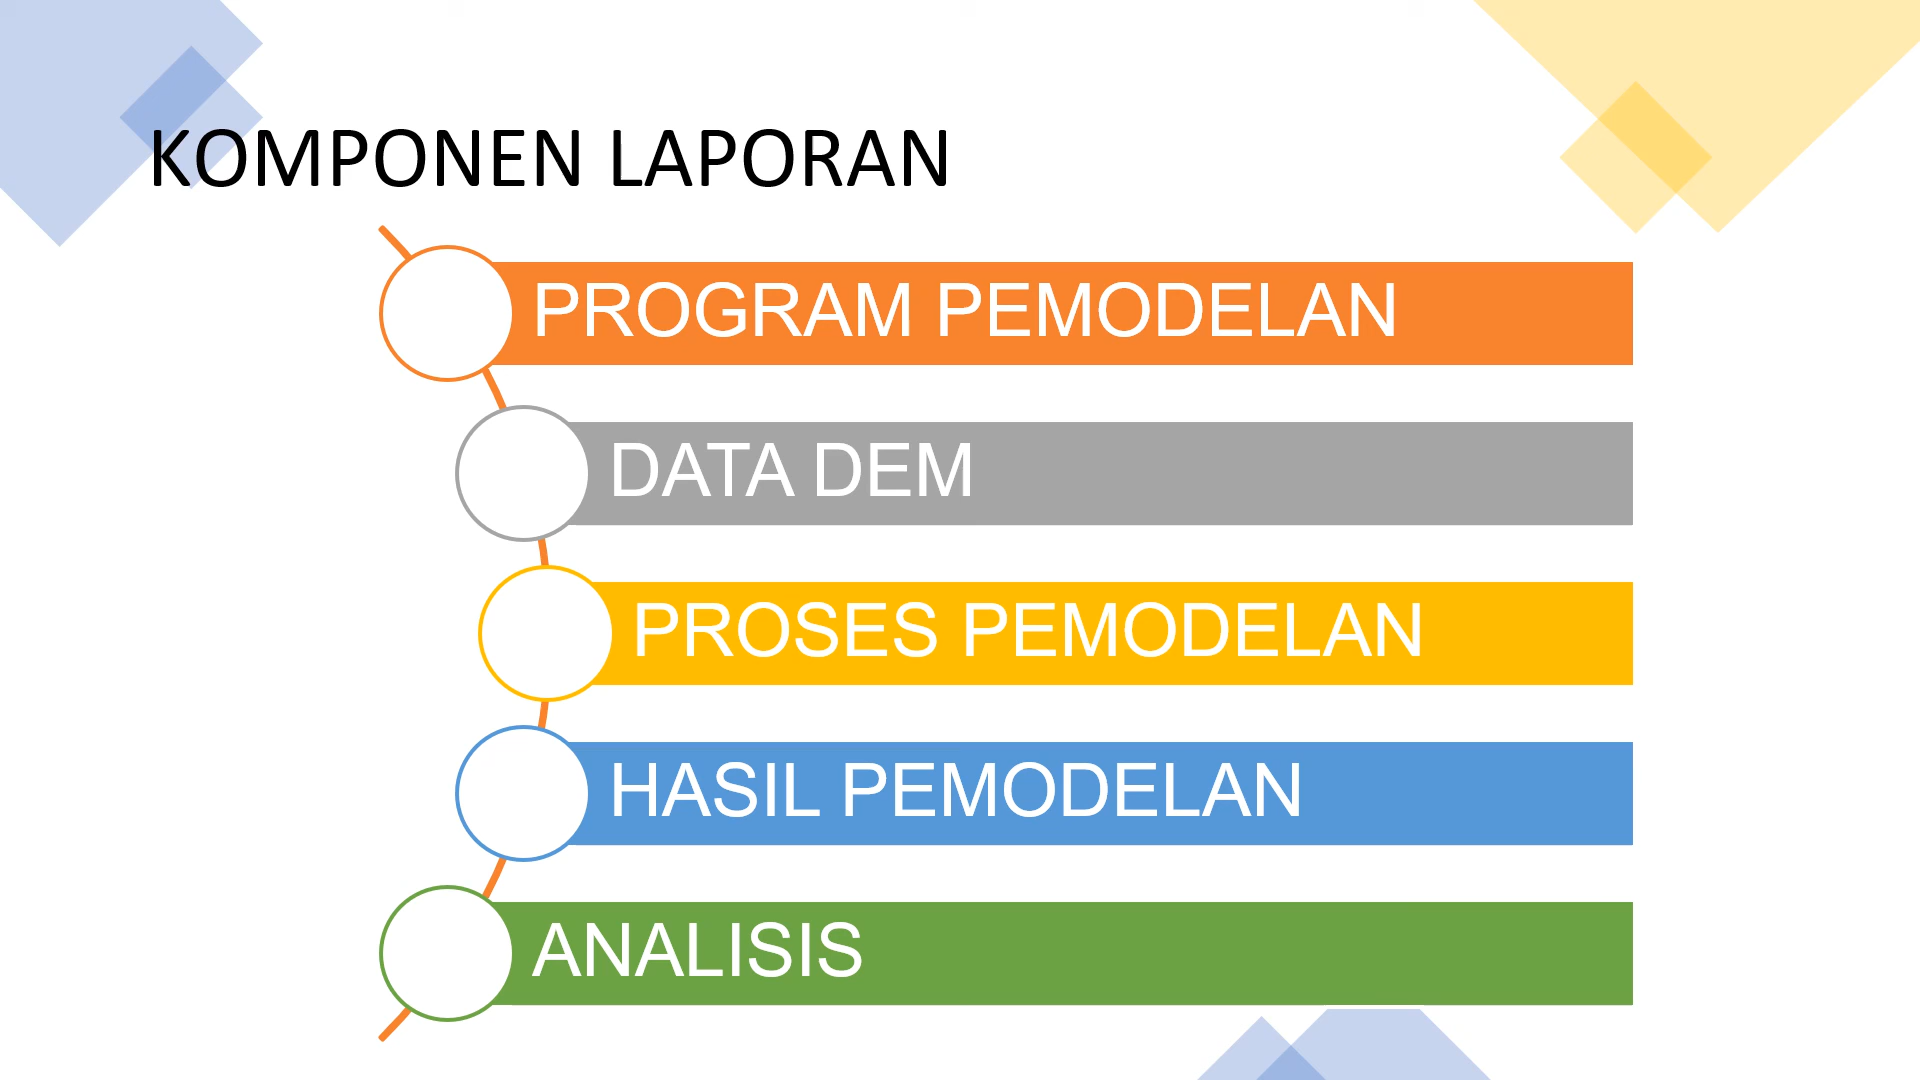 KOMPONEN LAPORAN
PROGRAM PEMODELAN
DATA DEM
PROSES PEMODELAN
HASIL PEMODELAN
ANALISIS